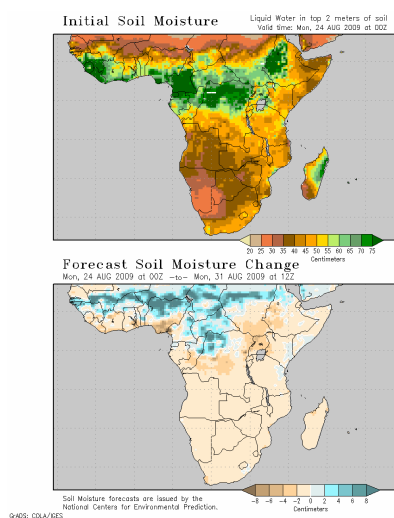 Initial Soil Moisture
Liquid Water in top 2 meters of soil
Valid time: Mon, 24 AUG 2009 at 00Z
20 25 30 35 40 45 50 55 60 65 70 75
Centimeters
Forecast Soil Moisture Change
Mon, 24 AUG 2009 at 00Z -to- Mon, 31 AUG 2009 at 12Z
-8 -6 -4 -2 0 2 4 6 8
Centimeters
Soil Moisture forecasts are issued by the
National Centers for Environmental Prediction.
GrADS: COLA/IGES